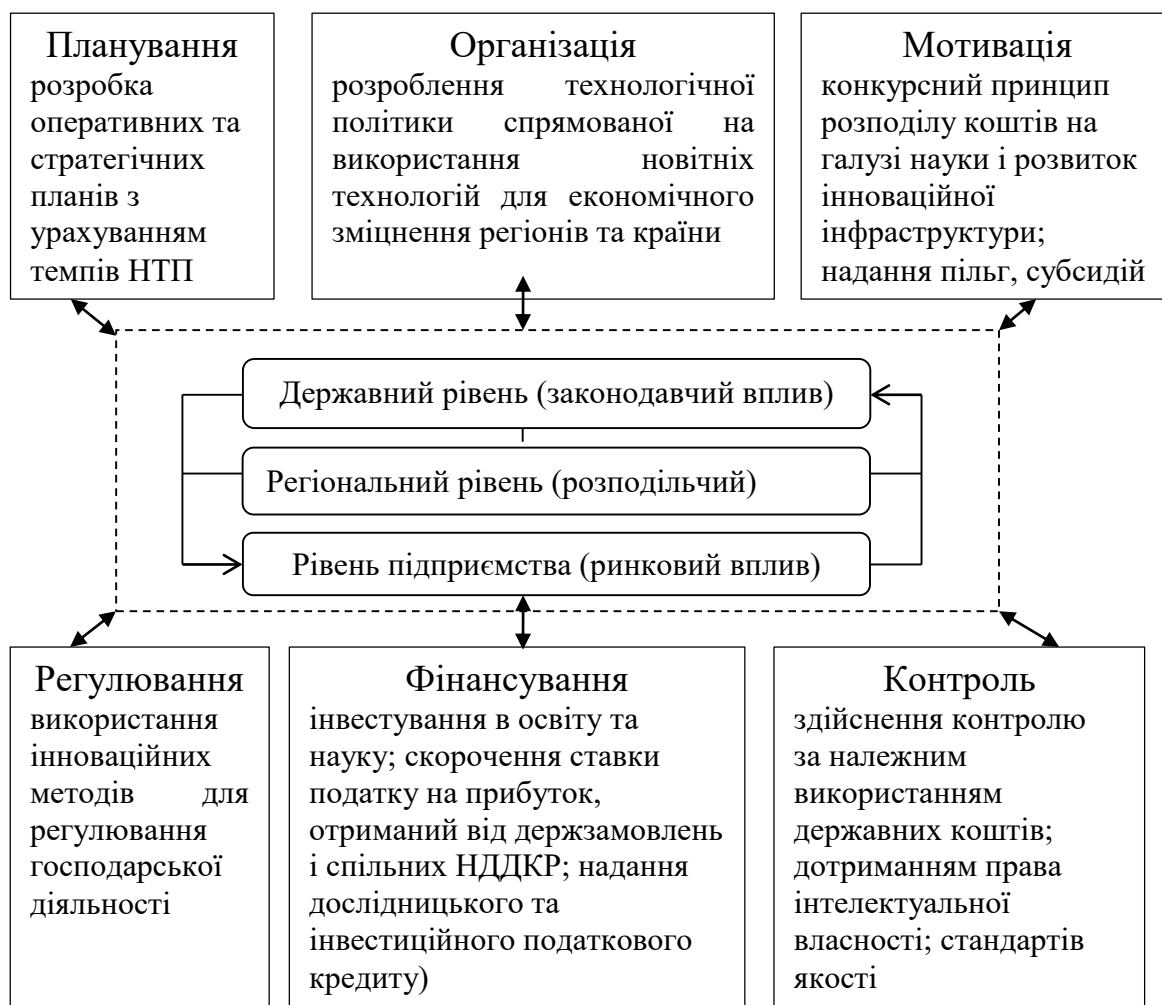 Планування
розробка
оперативних та
стратегічних
планів з
урахуванням
темпів НТП
Організація
розроблення технологічної
політики спрямованої на
використання новітніх
технологій для економічного
зміцнення регіонів та країни
Мотивація
конкурсний принцип
розподілу коштів на
галузі науки і розвиток
інноваційної
інфраструктури;
надання пільг, субсидій
Державний рівень (законодавчий вплив)
Регіональний рівень (розподільчий)
Рівень підприємства (ринковий вплив)
Регулювання
використання
інноваційних
методів для
регулювання
господарської
діяльності
Фінансування
інвестування в освіту та
науку; скорочення ставки
податку на прибуток,
отриманий від держзамовлень
і спільних НДДКР; надання
дослідницького та
інвестиційного податкового
кредиту)
Контроль
здійснення контролю
за належним
використанням
державних коштів;
дотриманням права
інтелектуальної
власності; стандартів
якості